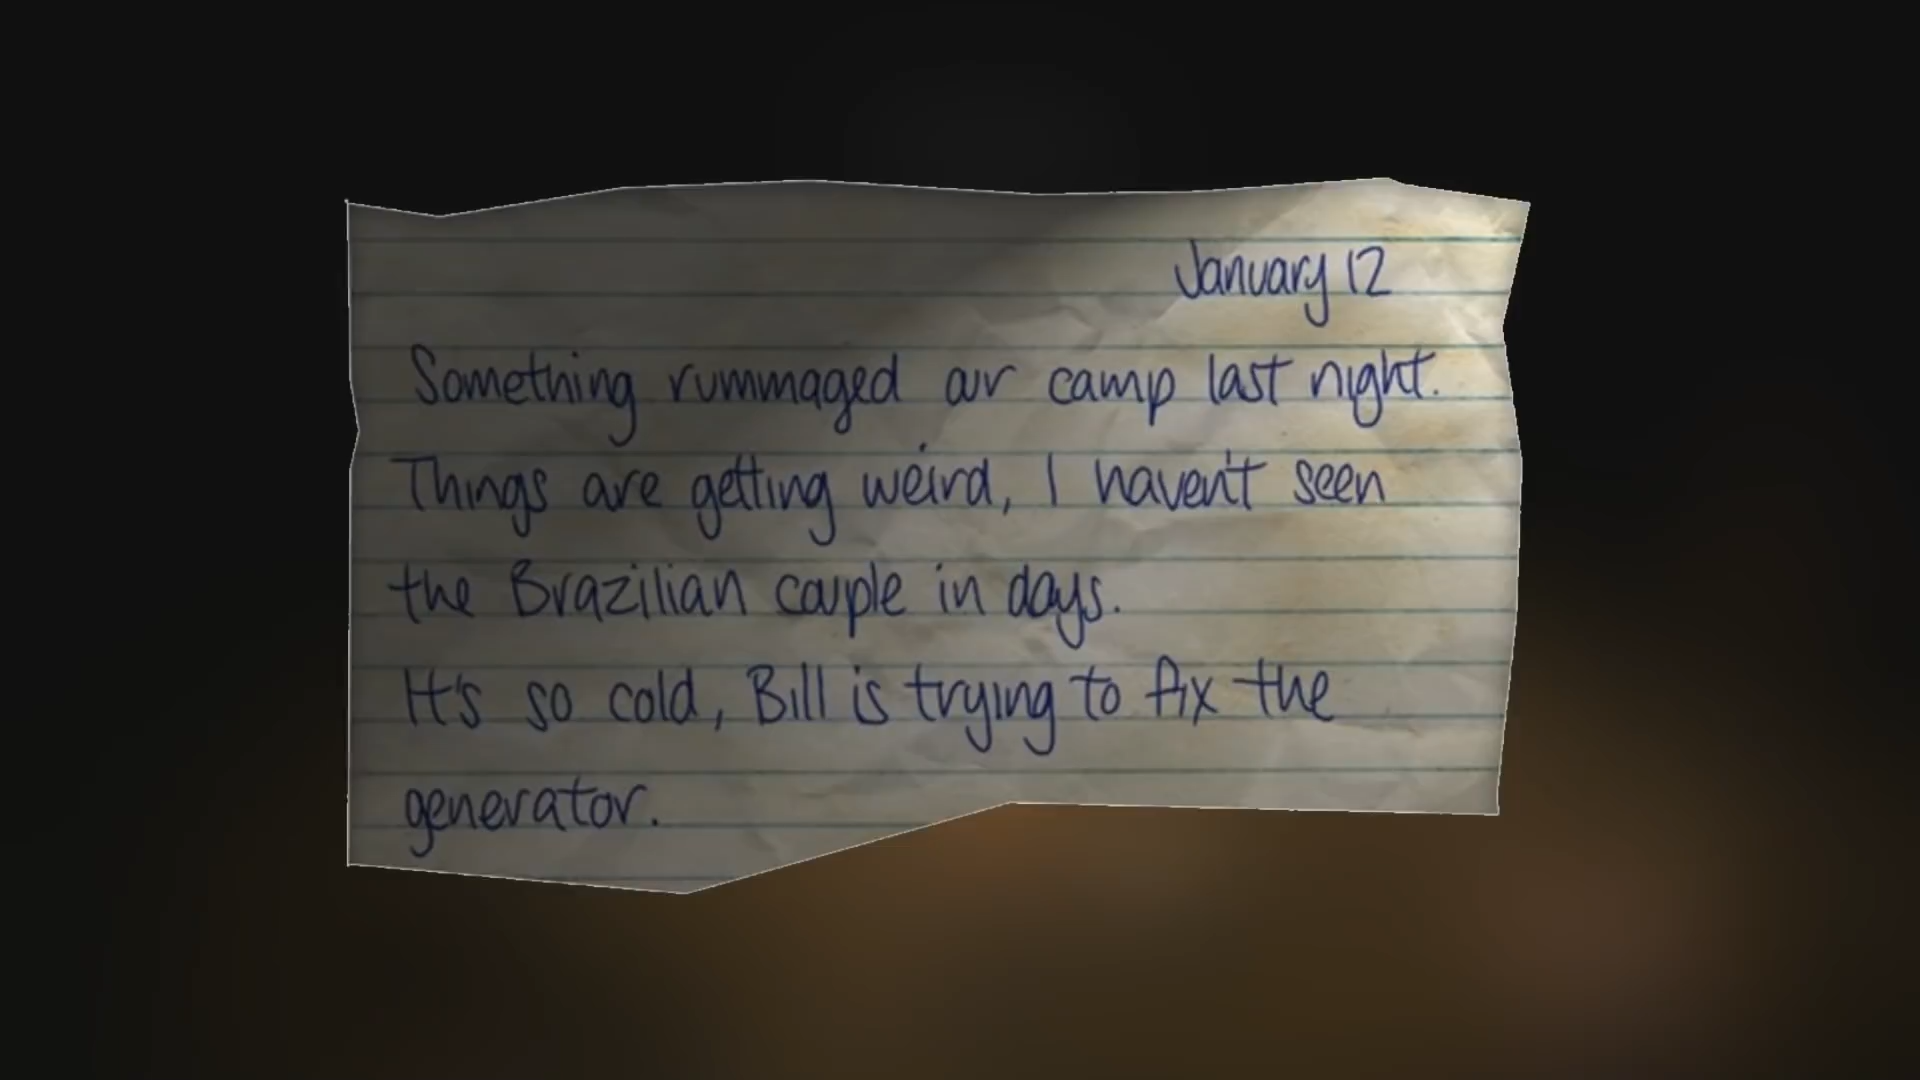 January 12
Something rummaged our camp last night.
Things are getting weird, I haven't seen
the Brazilian couple in days.
It's so cold, Bill is trying to fix the
generator.